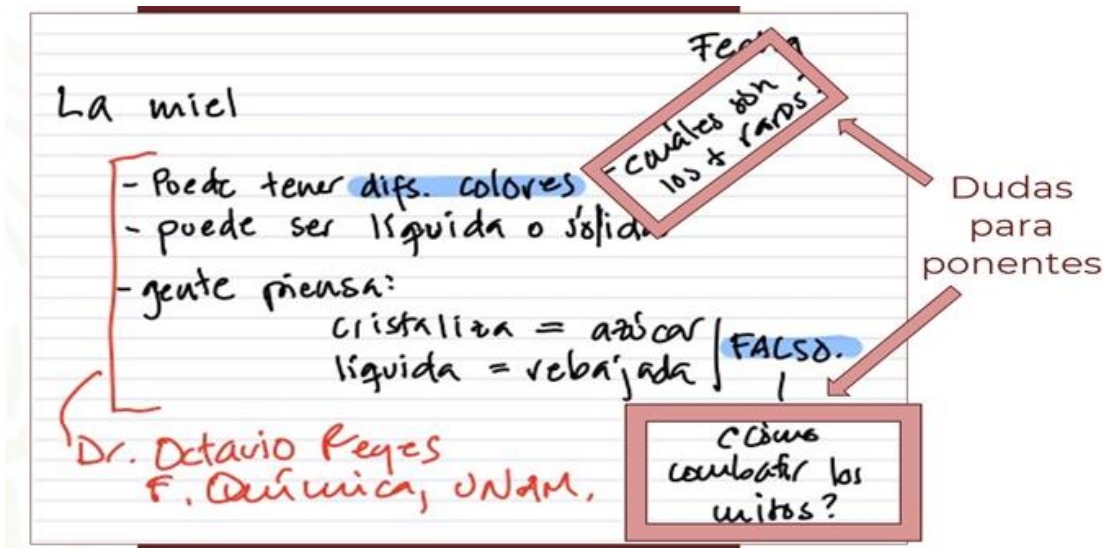 Fecha
La miel
- cuáles son
los + raros -
- Puede tener difs. colores
- puede ser líquida o sólida
- gente piensa:
cristaliza = azúcar
líquida = rebajada
FALSO.
¿Cómo
combatir los
mitos?
Dr. Octavio Reyes
F. Química, UNAM.
Dudas
para
ponentes